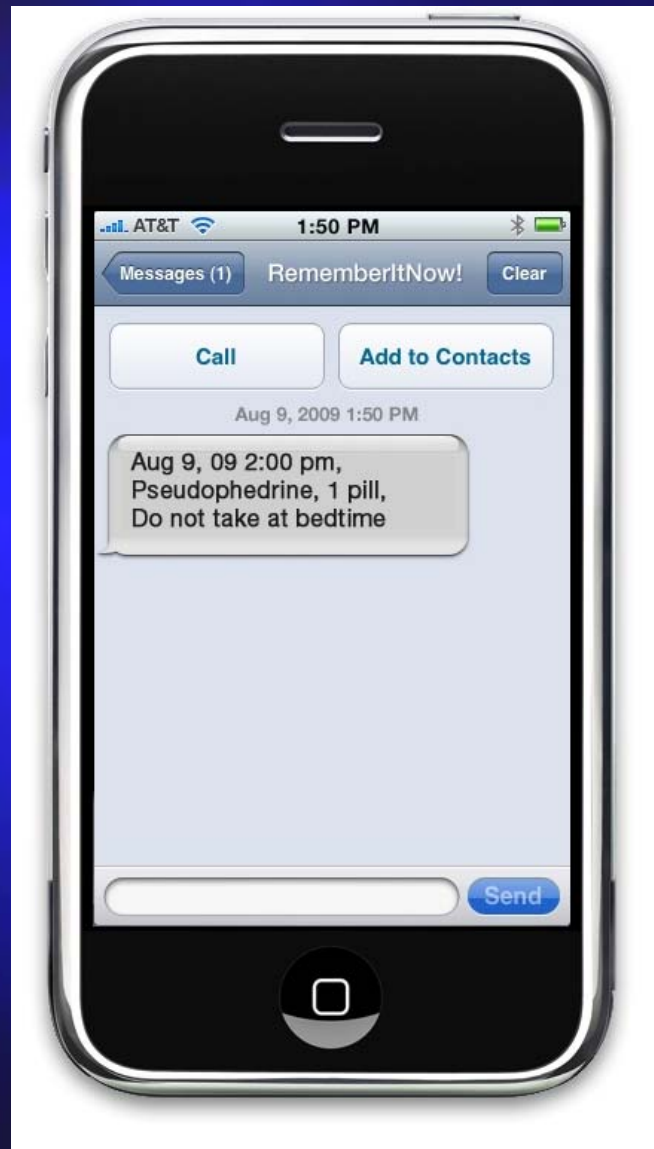 AT&T 1:50 PM
Messages (1) RememberItNow! Clear
Call Add to Contacts
Aug 9, 2009 1:50 PM
Aug 9, 09 2:00 pm,
Pseudophedrine, 1 pill,
Do not take at bedtime
Send